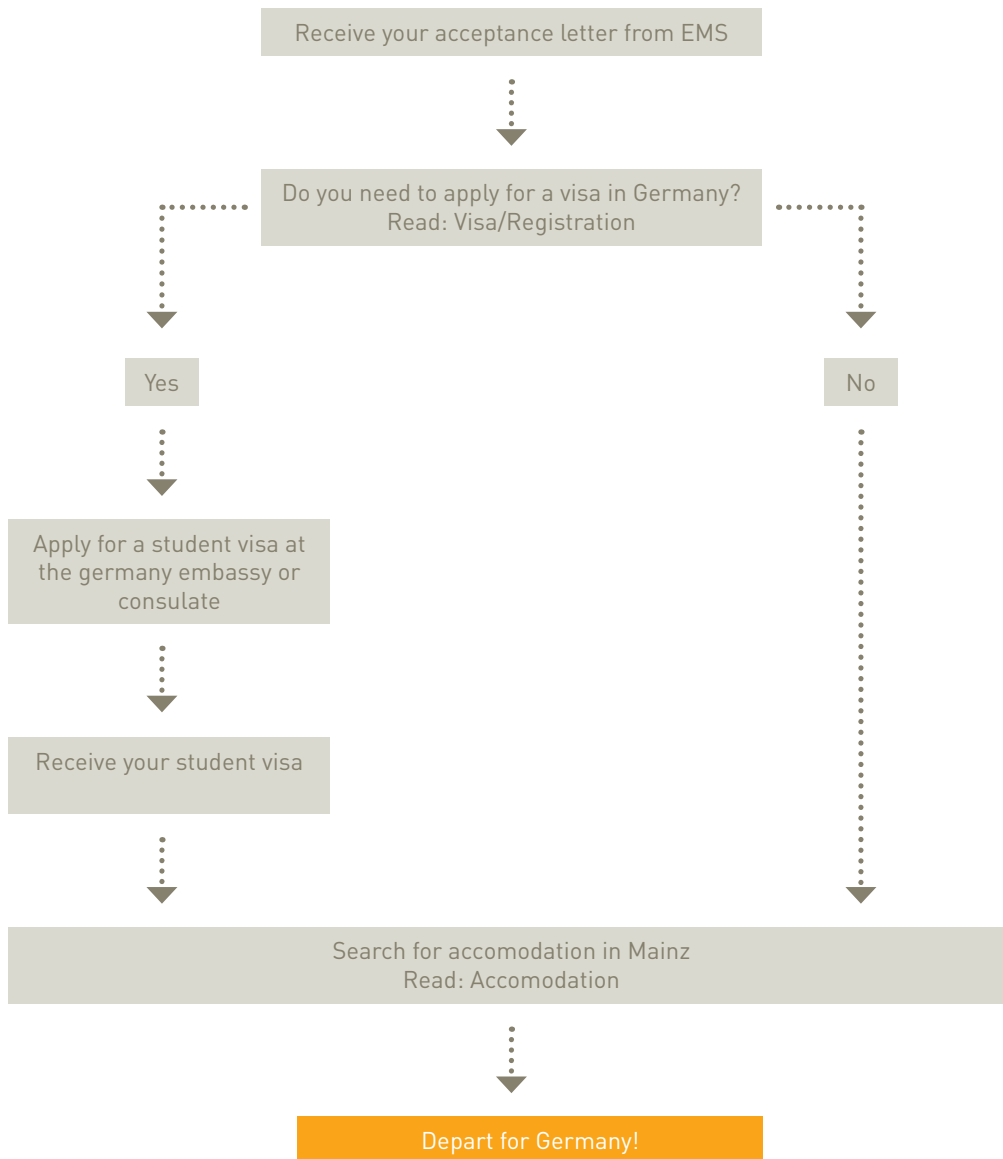 Receive your acceptance letter from EMS
Do you need to apply for a visa in Germany?
Read: Visa/Registration
Yes
No
Apply for a student visa at
the germany embassy or
consulate
Receive your student visa
Search for accomodation in Mainz
Read: Accomodation
Depart for Germany!